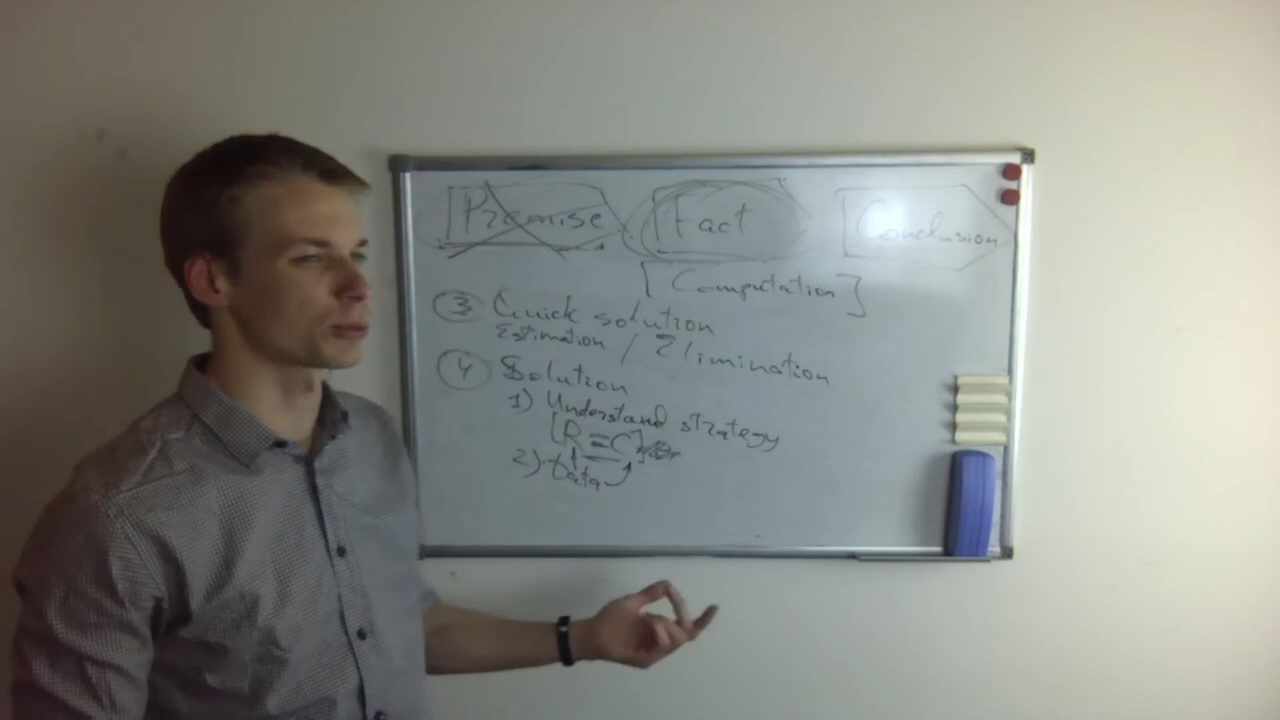 [Premise [Fact [Conclusion
[Computation]
③ Quick solution
Estimation / Elimination
④ Solution
1) Understand strategy
[R = C]
2) Data